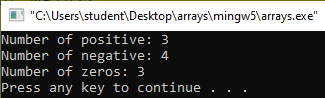 "C:\Users\student\Desktop\arrays\mingw5\arrays.exe"
Number of positive: 3
Number of negative: 4
Number of zeros: 3
Press any key to continue . . .